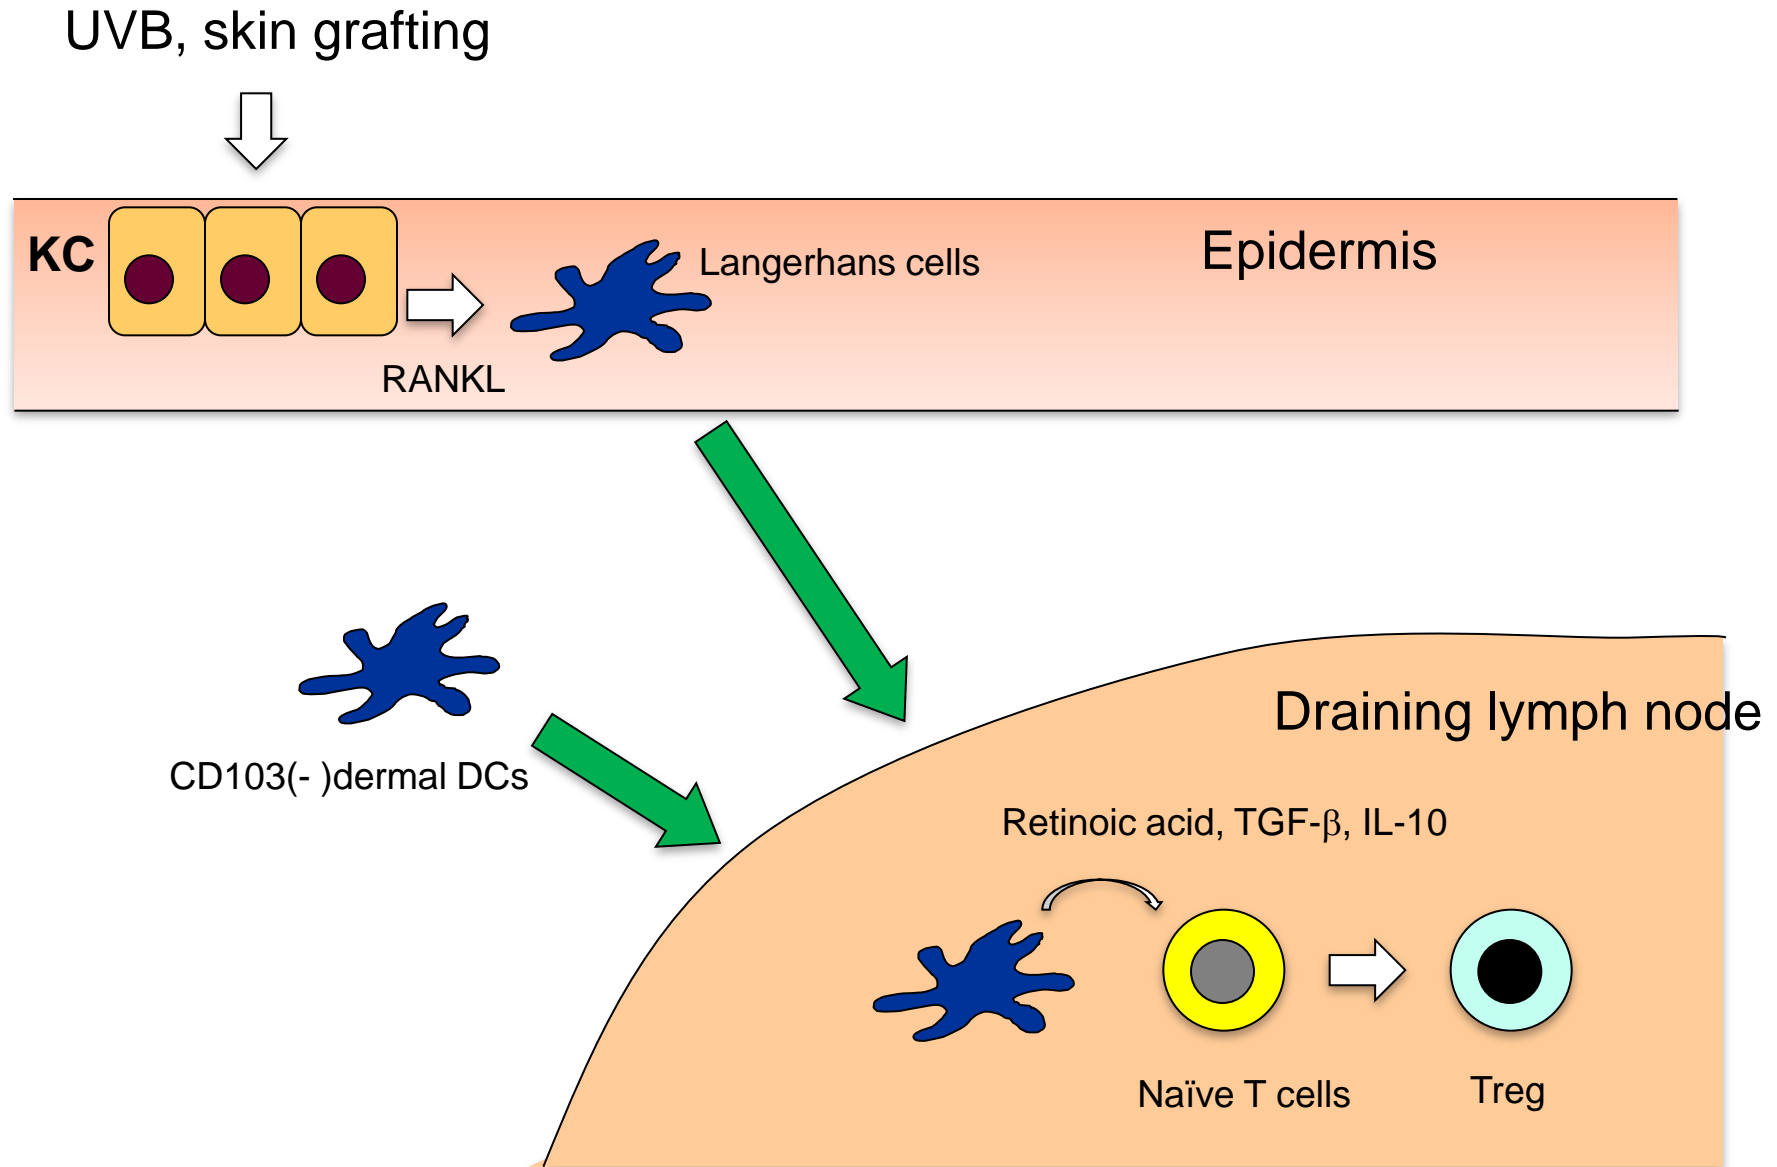 UVB, skin grafting
KC
Langerhans cells
Epidermis
RANKL
Draining lymph node
CD103(- )dermal DCs
Retinoic acid, TGF-β, IL-10
Naïve T cells
Treg